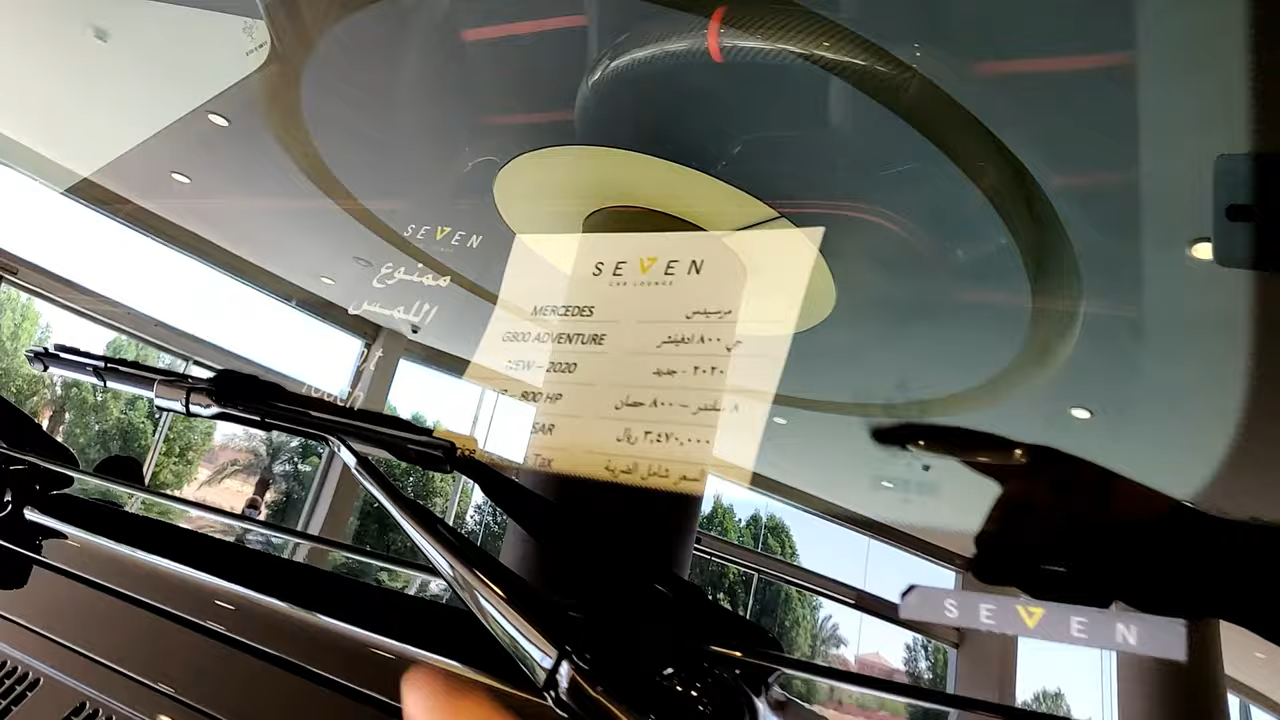 SEVEN
ممنوع
اللمس
Touch
SEVEN
CAR LOUNGE
MERCEDES مرسيدس
G800 ADVENTURE جي ٨٠٠ ادفينشر
NEW – 2020 ٢٠٢٠ - جديد
800 HP ٨ سلندر – ٨٠٠ حصان
SAR ٣,٤٧٠,٠٠٠ ريال
Tax السعر شامل الضريبة
SEVEN